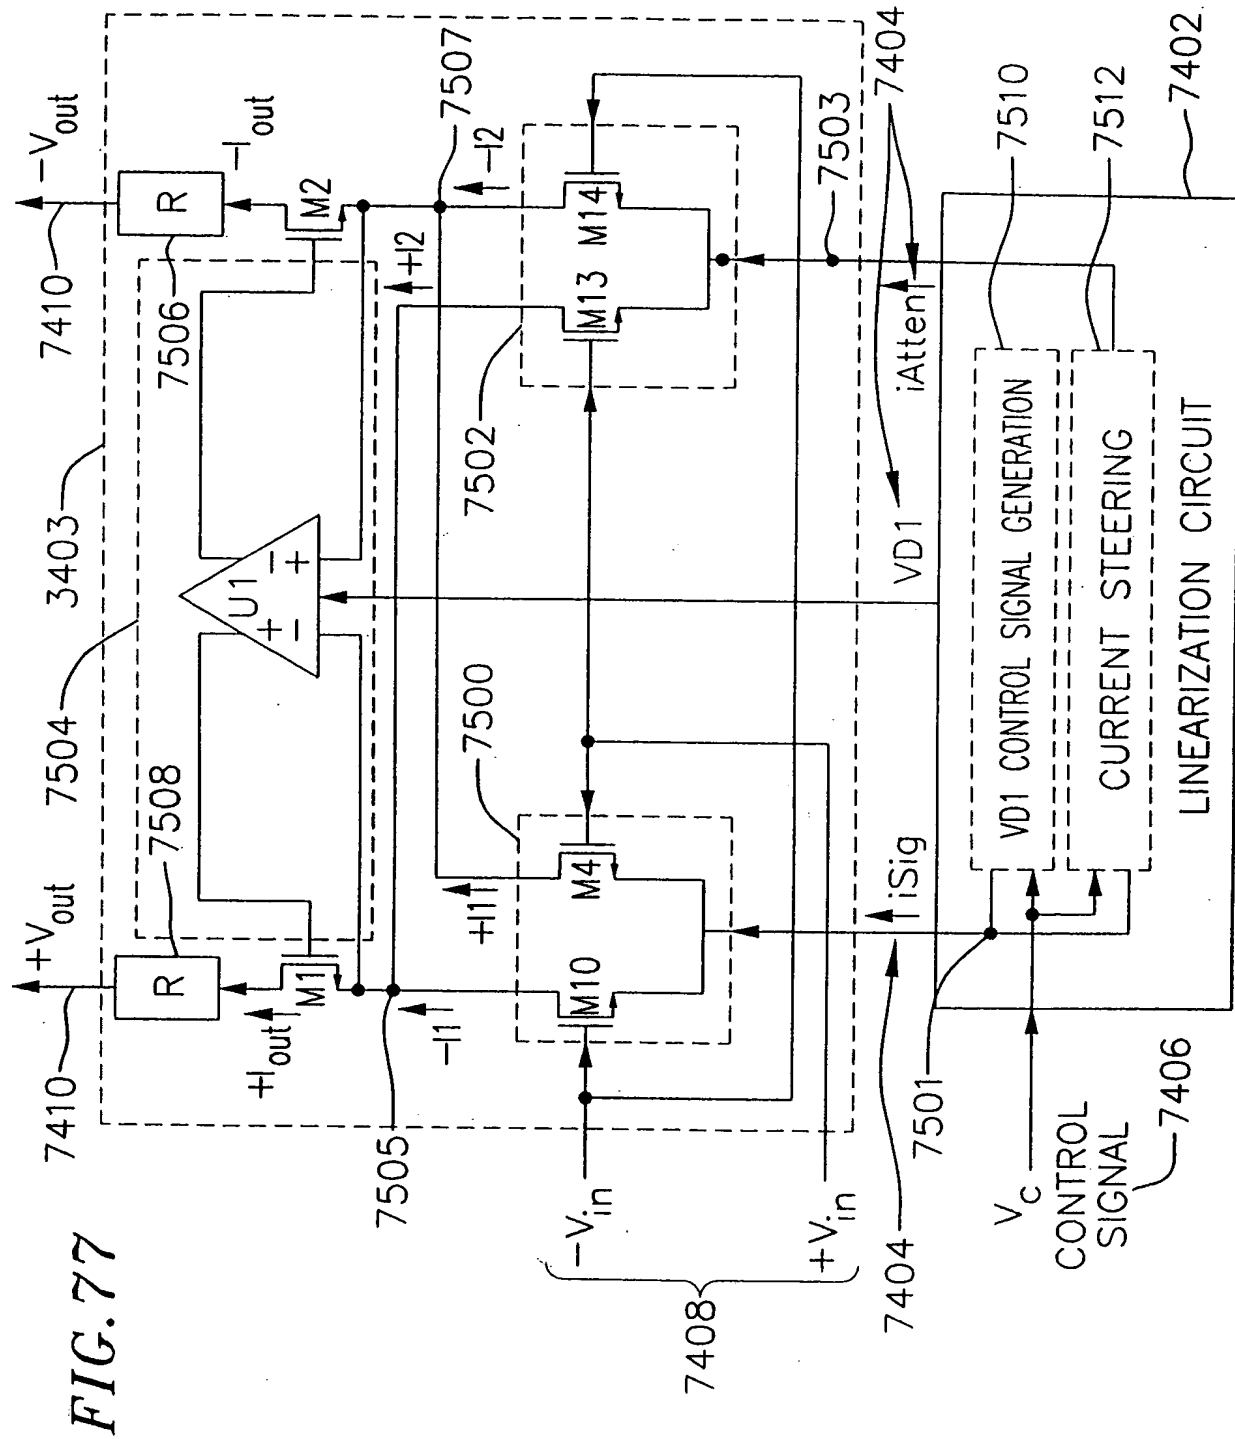 FIG. 77
+Vout
7410
7508
7504
3403
7506
7410
-Vout
R
+Iout
M1
U1
+
-
-
+
R
-Iout
M2
7505
-I1
+I1
+I2
-I2
7507
7500
M10
M4
7502
M13
M14
-Vin
+Vin
7408
7404
iSig
VD1
iAtten
7503
7404
7501
VC
CONTROL
SIGNAL
7406
VD1 CONTROL SIGNAL GENERATION
CURRENT STEERING
LINEARIZATION CIRCUIT
7510
7512
7402